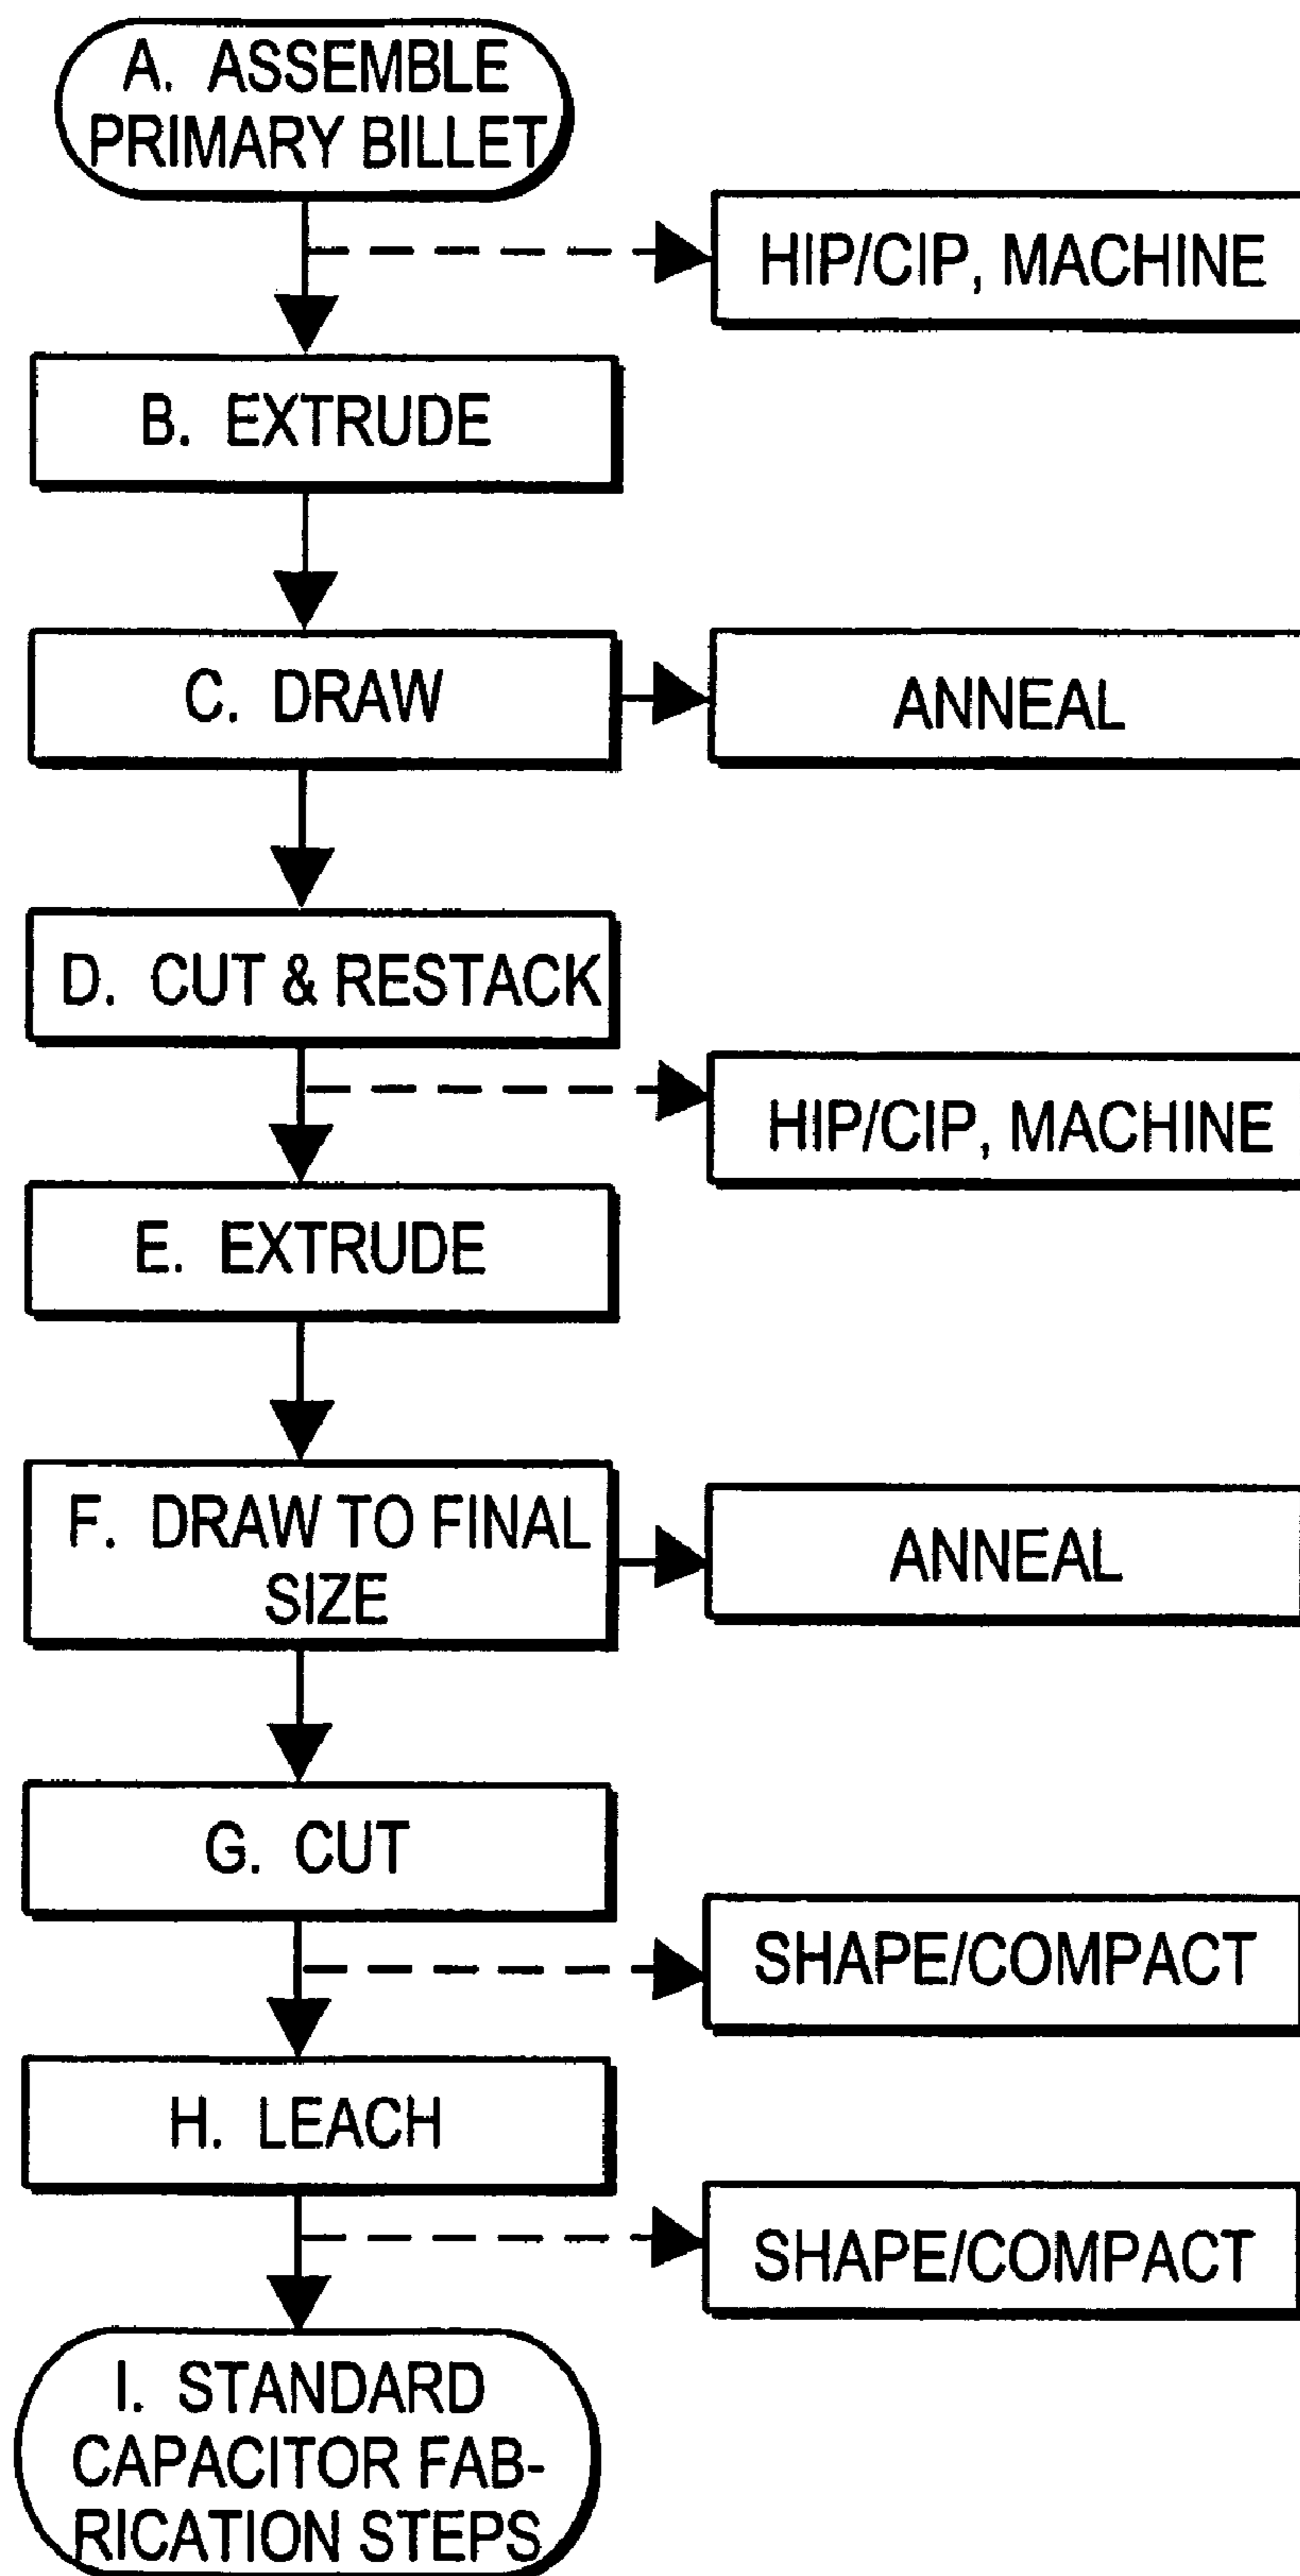 A. ASSEMBLE
PRIMARY BILLET
HIP/CIP, MACHINE
B. EXTRUDE
C. DRAW
ANNEAL
D. CUT & RESTACK
HIP/CIP, MACHINE
E. EXTRUDE
F. DRAW TO FINAL
SIZE
ANNEAL
G. CUT
SHAPE/COMPACT
H. LEACH
SHAPE/COMPACT
I. STANDARD
CAPACITOR FAB-
RICATION STEPS